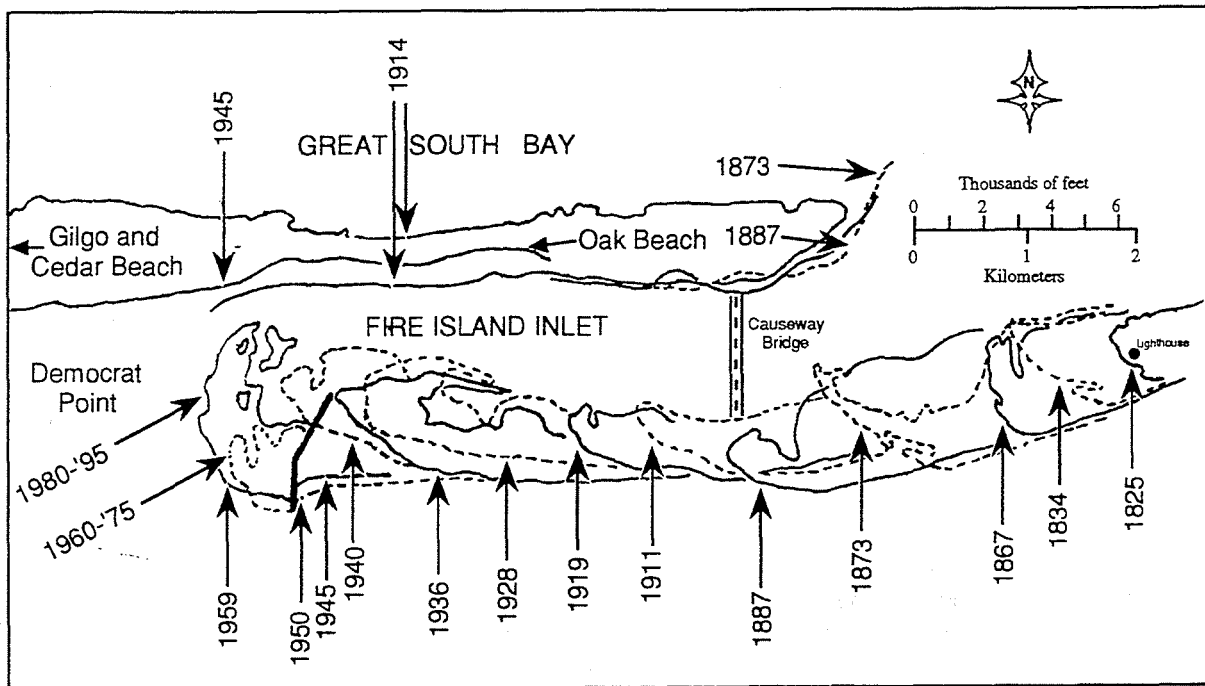 1945
1914
GREAT SOUTH BAY
N
1873
Thousands of feet
0 2 4 6
0 1 2
Kilometers
Gilgo and
Cedar Beach
Oak Beach
1887
FIRE ISLAND INLET
Causeway
Bridge
Lighthouse
Democrat
Point
1980-'95
1960-'75
1959
1950
1945
1940
1936
1928
1919
1911
1887
1873
1867
1834
1825